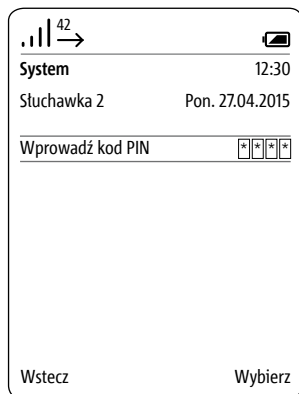 42
System 12:30
Słuchawka 2 Pon. 27.04.2015
Wprowadź kod PIN ****
Wstecz Wybierz